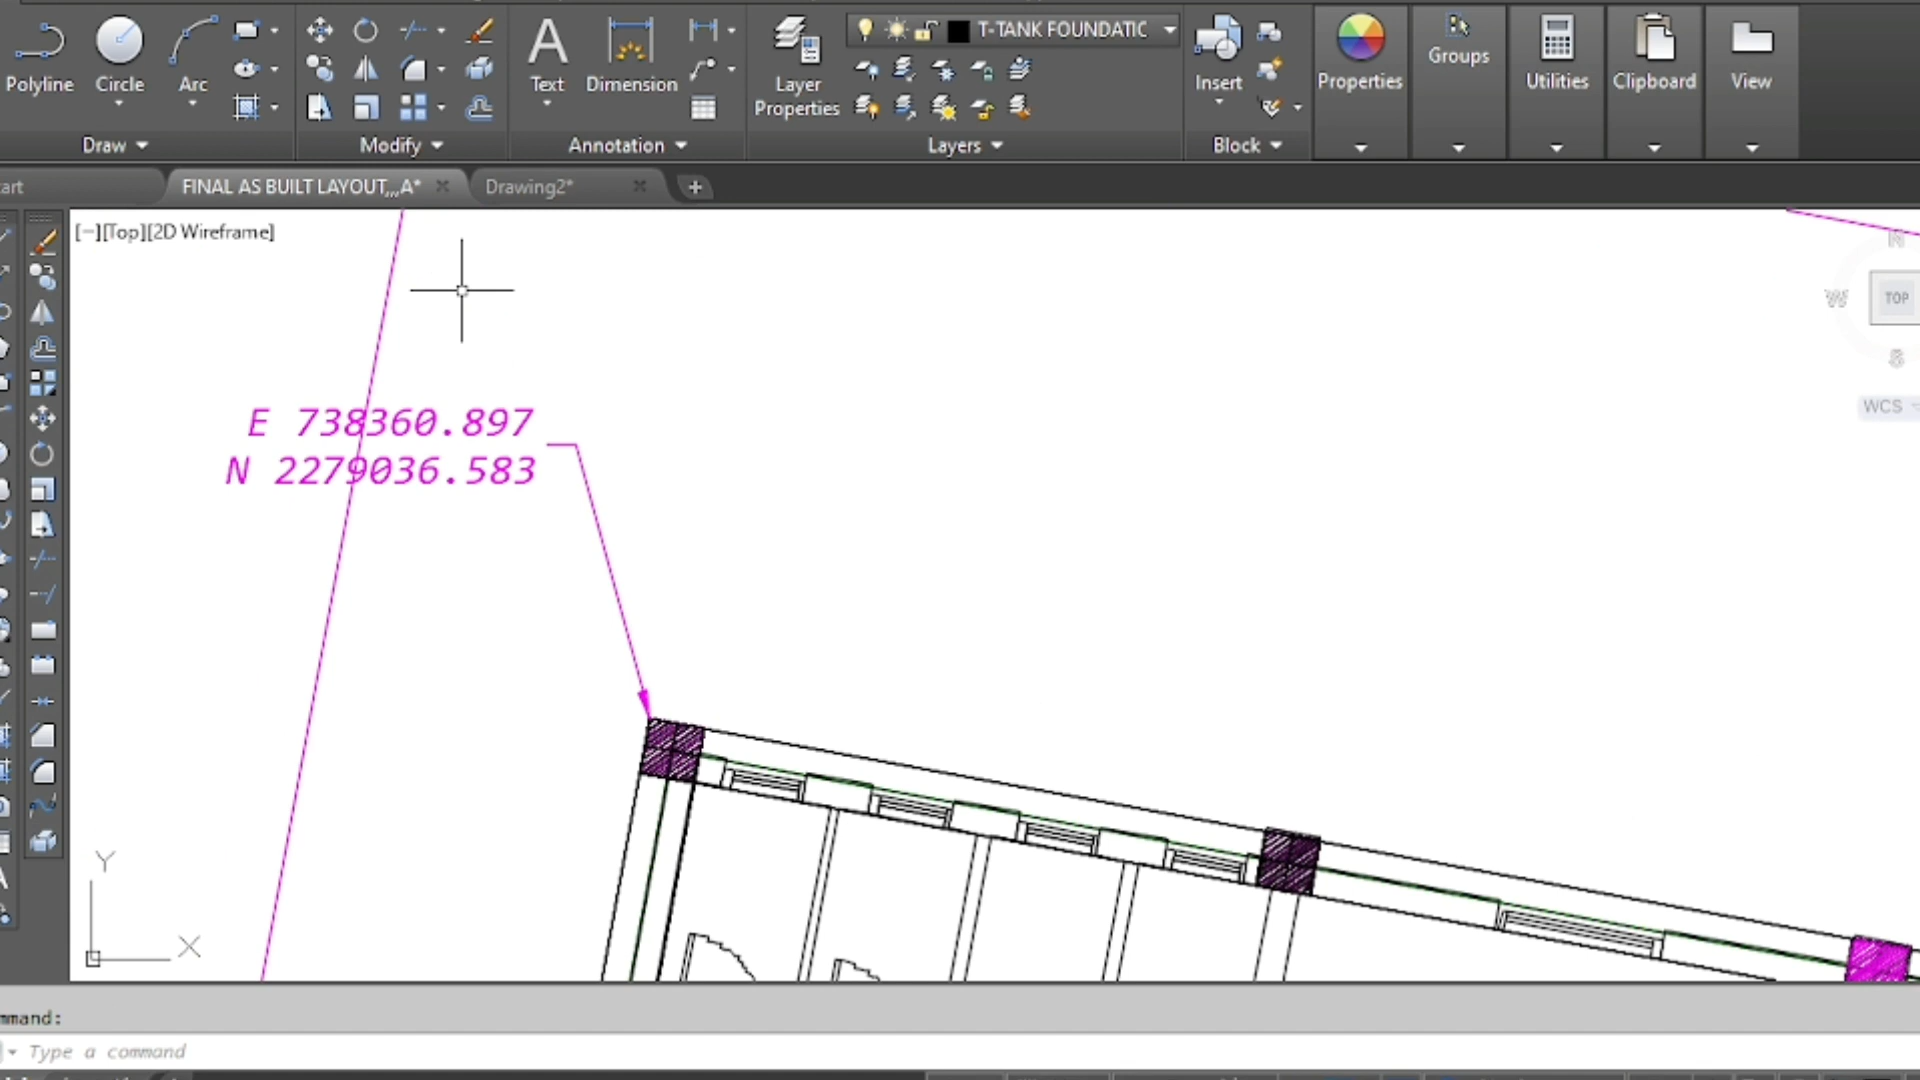 Polyline
Circle
Arc
A
Text
Dimension
Layer
Properties
T-TANK FOUNDATIC
Insert
Properties
Groups
Utilities
Clipboard
View
Draw
Modify
Annotation
Layers
Block
art
FINAL AS BUILT LAYOUT,,,A*
Drawing2*
[−][Top][2D Wireframe]
N
W
TOP
S
WCS
E 738360.897
N 2279036.583
Y
X
mmand:
Type a command